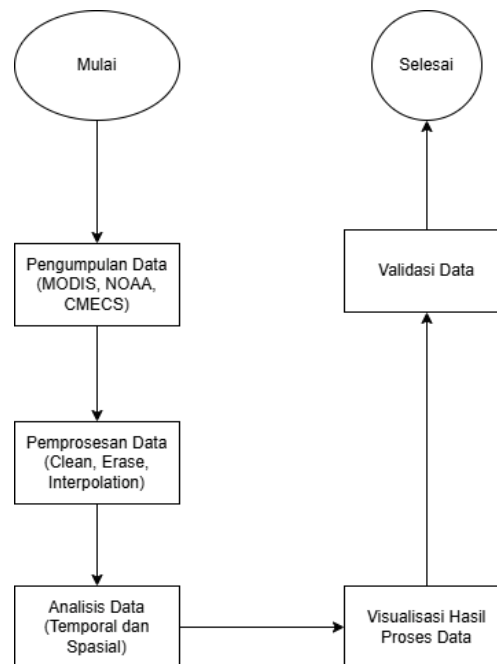 Mulai
Pengumpulan Data
(MODIS, NOAA,
CMECS)
Pemprosesan Data
(Clean, Erase,
Interpolation)
Analisis Data
(Temporal dan
Spasial)
Visualisasi Hasil
Proses Data
Validasi Data
Selesai